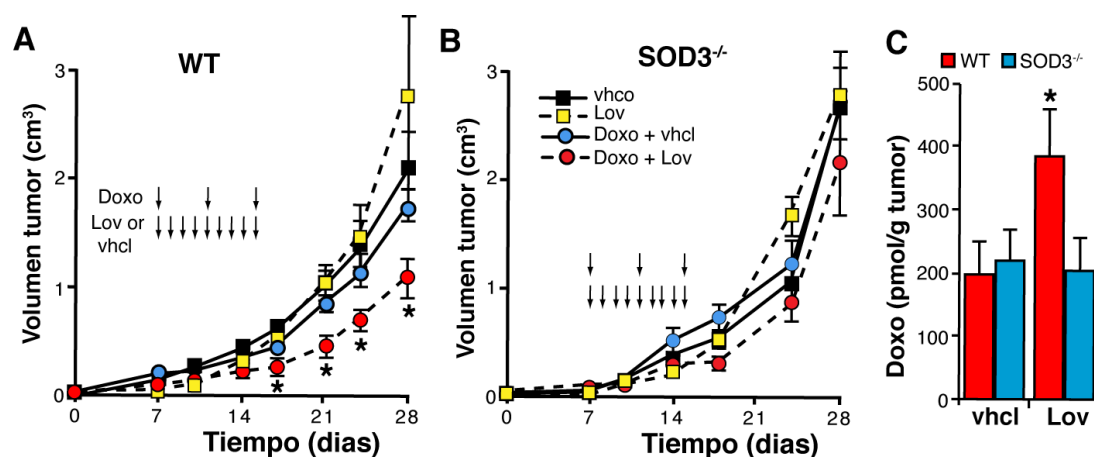 A
WT
Volumen tumor (cm³)
3
2
1
0
Doxo
Lov or
vhcl
*
*
*
*
0
7
14
21
28
Tiempo (dias)
B
SOD3⁻/⁻
Volumen tumor (cm³)
3
2
1
0
vhco
Lov
Doxo + vhcl
Doxo + Lov
0
7
14
21
28
Tiempo (dias)
C
WT SOD3⁻/⁻
Doxo (pmol/g tumor)
500
400
300
200
100
0
*
vhcl Lov